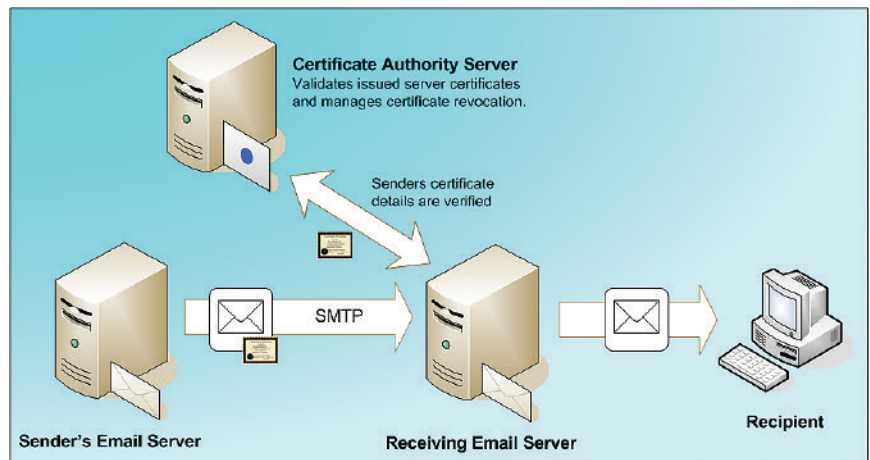 Certificate Authority Server
Validates issued server certificates
and manages certificate revocation.
Senders certificate
details are verified
SMTP
Sender's Email Server
Receiving Email Server
Recipient